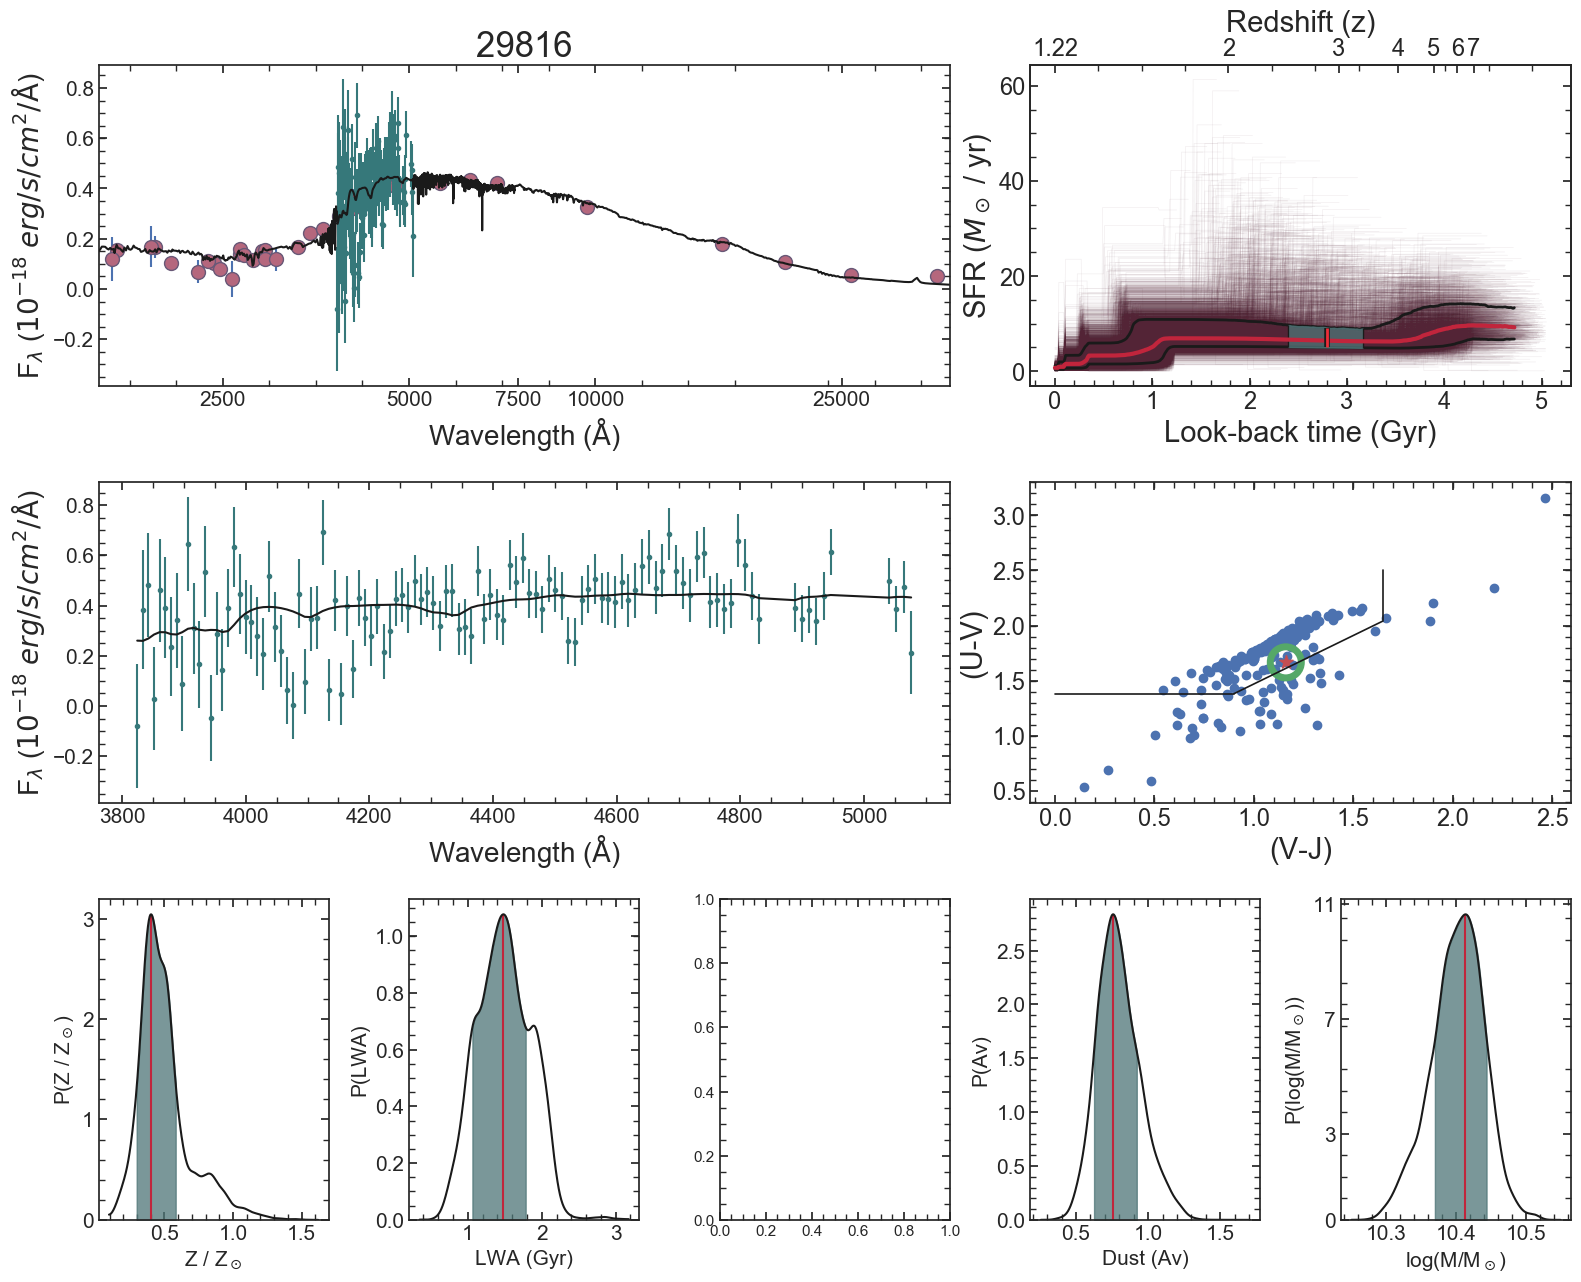 29816
0.8
0.6
0.4
0.2
0.0
−0.2
F_λ (10^−18 erg/s/cm^2/Å)
2500 5000 7500 10000 25000
Wavelength (Å)
Redshift (z)
1.22 2 3 4 5 6 7
60
40
20
0
SFR (M_⊙ / yr)
0 1 2 3 4 5
Look-back time (Gyr)
0.8
0.6
0.4
0.2
0.0
−0.2
F_λ (10^−18 erg/s/cm^2/Å)
3800 4000 4200 4400 4600 4800 5000
Wavelength (Å)
3.0
2.5
2.0
1.5
1.0
0.5
(U-V)
0.0 0.5 1.0 1.5 2.0 2.5
(V-J)
3
2
1
0
P(Z / Z_⊙)
0.5 1.0 1.5
Z / Z_⊙
1.0
0.8
0.6
0.4
0.2
0.0
P(LWA)
1 2 3
LWA (Gyr)
1.0
0.8
0.6
0.4
0.2
0.0
0.0 0.2 0.4 0.6 0.8 1.0
2.5
2.0
1.5
1.0
0.5
0.0
P(Av)
0.5 1.0 1.5
Dust (Av)
11
7
3
0
P(log(M/M_⊙))
10.3 10.4 10.5
log(M/M_⊙)